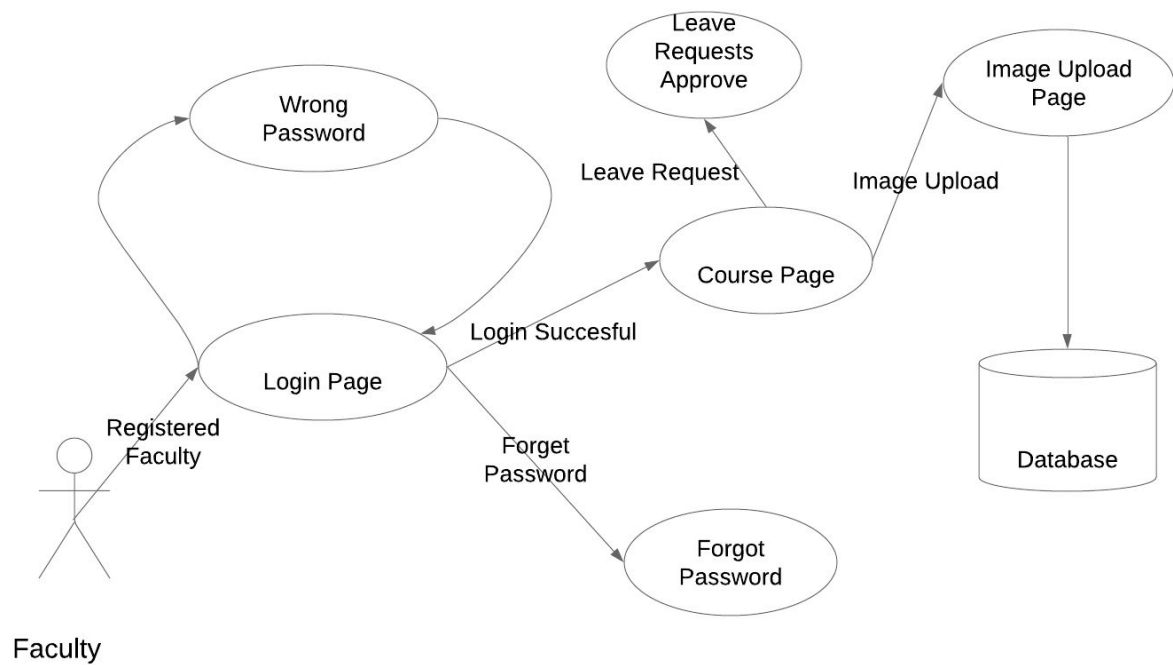 Leave
Requests
Approve
Image Upload
Page
Wrong
Password
Leave Request
Image Upload
Course Page
Login Succesful
Login Page
Registered
Faculty
Forget
Password
Database
Forgot
Password
Faculty